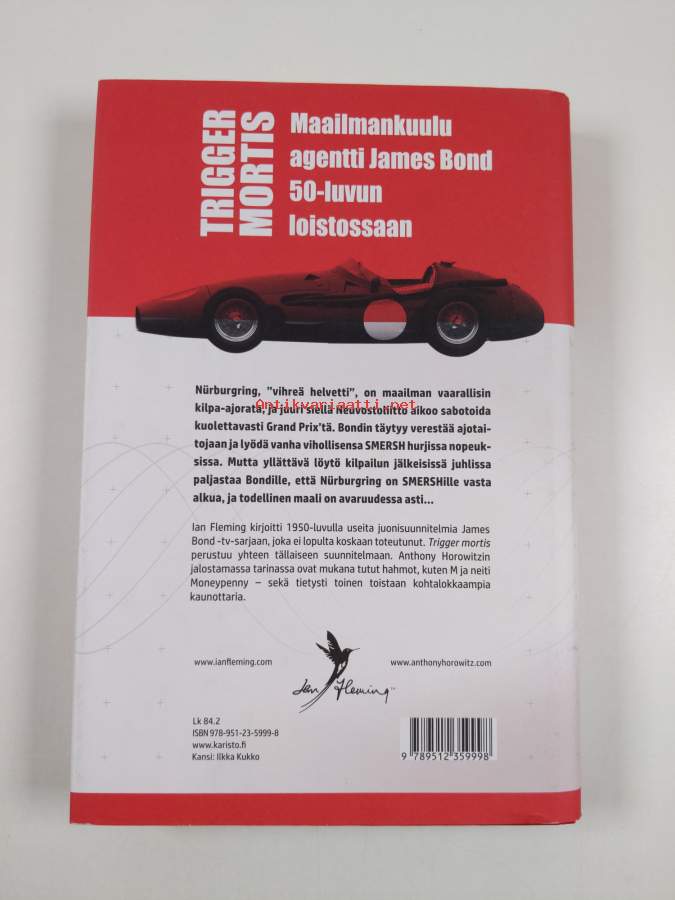 TRIGGER
MORTIS
Maailmankuulu
agentti James Bond
50-luvun
loistossaan
Nürburgring, ”vihreä helvetti”, on maailman vaarallisin
kilpa-ajorata, ja juuri siellä Neuvostoliitto aikoo sabotoida
Antikvariaatti.net
kuolettavasti Grand Prix’tä. Bondin täytyy verestää ajotai-
tojaan ja lyödä vanha vihollisensa SMERSH hurjissa nopeuk-
sissa. Mutta yllättävä löytö kilpailun jälkeisissä juhlissa
paljastaa Bondille, että Nürburgring on SMERSHille vasta
alkua, ja todellinen maali on avaruudessa asti...
Ian Fleming kirjoitti 1950-luvulla useita juonisuunnitelmia James
Bond -tv-sarjaan, joka ei lopulta koskaan toteutunut. Trigger mortis
perustuu yhteen tällaiseen suunnitelmaan. Anthony Horowitzin
jalostamassa tarinassa ovat mukana tutut hahmot, kuten M ja neiti
Moneypenny – sekä tietysti toinen toistaan kohtalokkaampia
kaunottaria.
www.ianfleming.com
www.anthonyhorowitz.com
Ian Fleming™
Lk 84.2
ISBN 978-951-23-5999-8
www.karisto.fi
Kansi: Ilkka Kukko
9 789512 359998